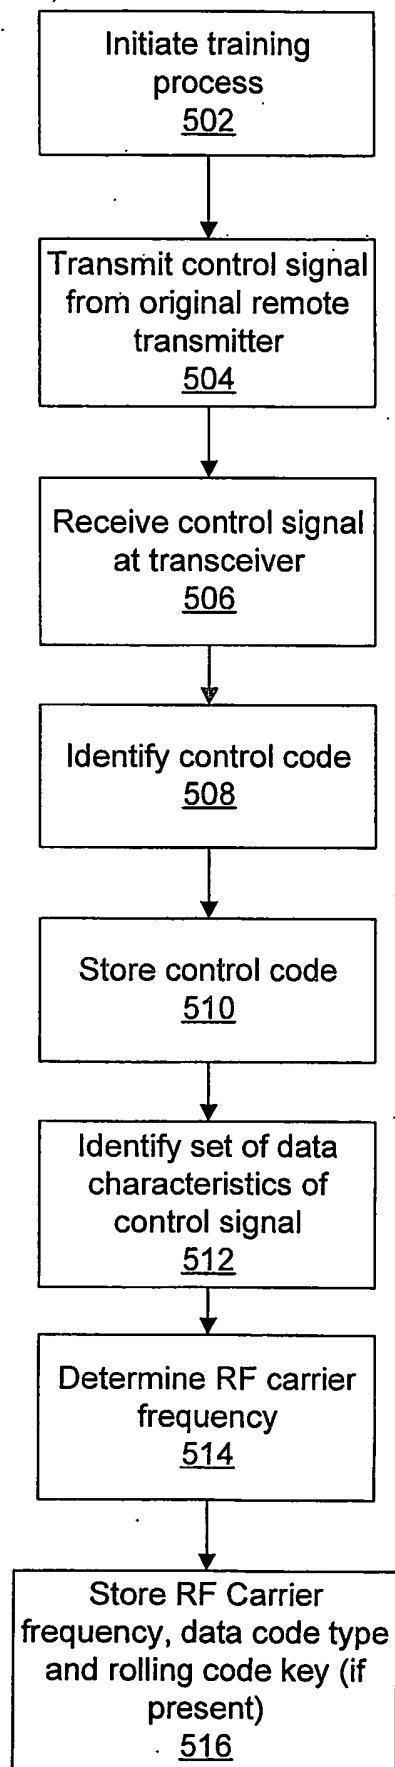 Initiate training
process
502
Transmit control signal
from original remote
transmitter
504
Receive control signal
at transceiver
506
Identify control code
508
Store control code
510
Identify set of data
characteristics of
control signal
512
Determine RF carrier
frequency
514
Store RF Carrier
frequency, data code type
and rolling code key (if
present)
516